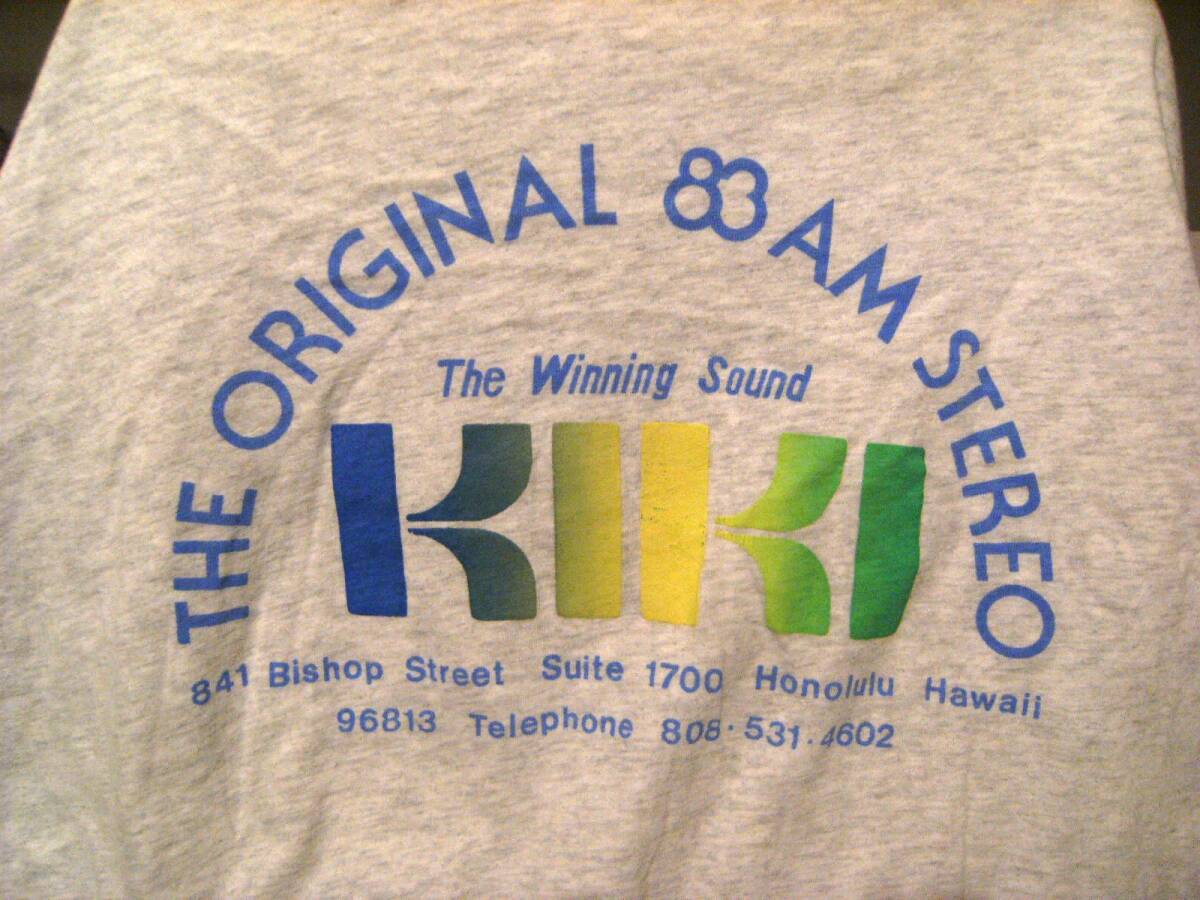 THE ORIGINAL 83 AM STEREO
The Winning Sound
KIKI
841 Bishop Street Suite 1700 Honolulu Hawaii
96813 Telephone 808·531·4602